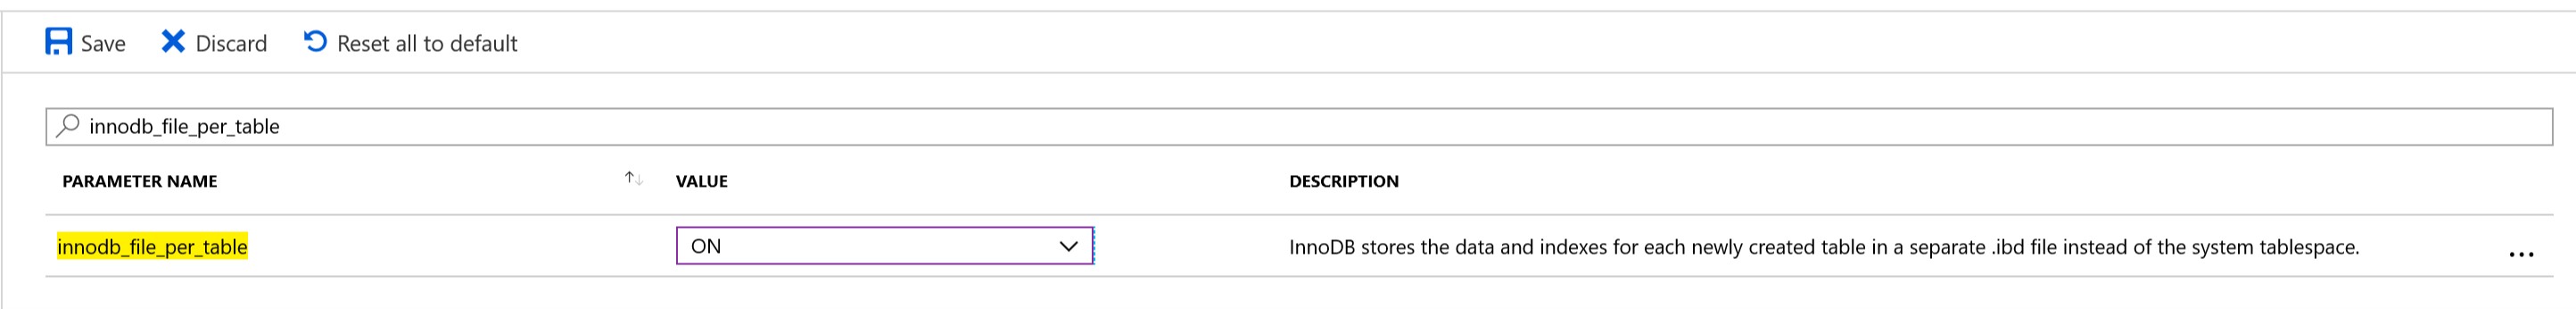 Save Discard Reset all to default
innodb_file_per_table
PARAMETER NAME VALUE DESCRIPTION
innodb_file_per_table ON InnoDB stores the data and indexes for each newly created table in a separate .ibd file instead of the system tablespace. ...